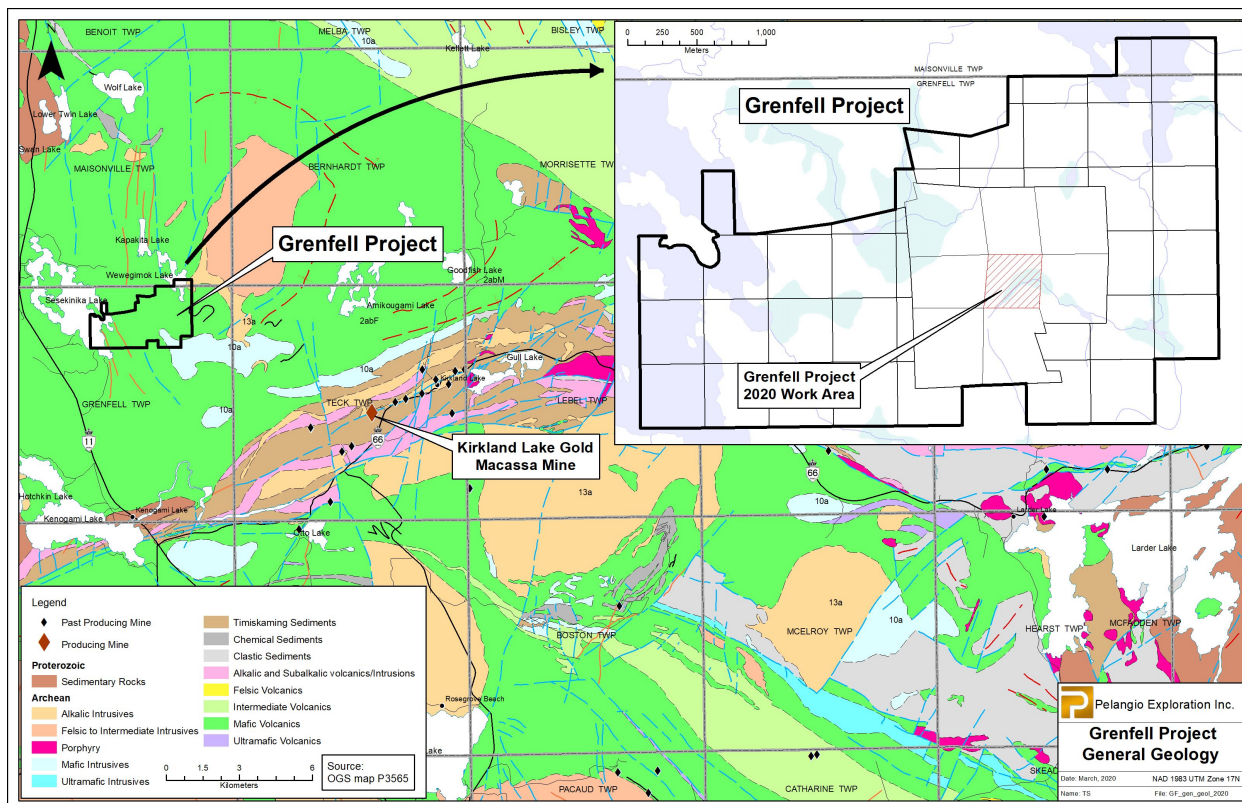 N
BENOIT TWP
MELBA TWP
10a
Kellett Lake
BISLEY TWP
Wolf Lake
Lower Twin Lake
Swan Lake
MAISONVILLE TWP
BERNHARDT TWP
MORRISETTE TW
Kapakita Lake
Grenfell Project
Wewegimok Lake
Goodfish Lake
2abM
Sesekinika Lake
Amikougami Lake
13a
2abF
10a
Gull Lake
Kirkland Lake
GRENFELL TWP
10a
TECK TWP
LEBEL TWP
11
66
Kirkland Lake Gold
Macassa Mine
13a
Hotchkin Lake
Kenogami Lake
Kenogami Lake
Otto Lake
66
10a
Larder Lake
Larder Lake
13a
10a
BOSTON TWP
MCELROY TWP
HEARST TWP
MCFADDEN TWP
Rosegrove Beach
Lake
PACAUD TWP
CATHARINE TWP
SKEAD
0 250 500 1,000
Meters
MAISONVILLE TWP
GRENFELL TWP
Grenfell Project
Grenfell Project
2020 Work Area
Legend
Past Producing Mine
Producing Mine
Proterozoic
Sedimentary Rocks
Archean
Alkalic Intrusives
Felsic to Intermediate Intrusives
Porphyry
Mafic Intrusives
Ultramafic Intrusives
Timiskaming Sediments
Chemical Sediments
Clastic Sediments
Alkalic and Subalkalic volcanics/Intrusions
Felsic Volcanics
Intermediate Volcanics
Mafic Volcanics
Ultramafic Volcanics
0 1.5 3 6
Kilometers
Source:
OGS map P3565
Pelangio Exploration Inc.
Grenfell Project
General Geology
Date: March, 2020
NAD 1983 UTM Zone 17N
Name: TS
File: GF_gen_geol_2020